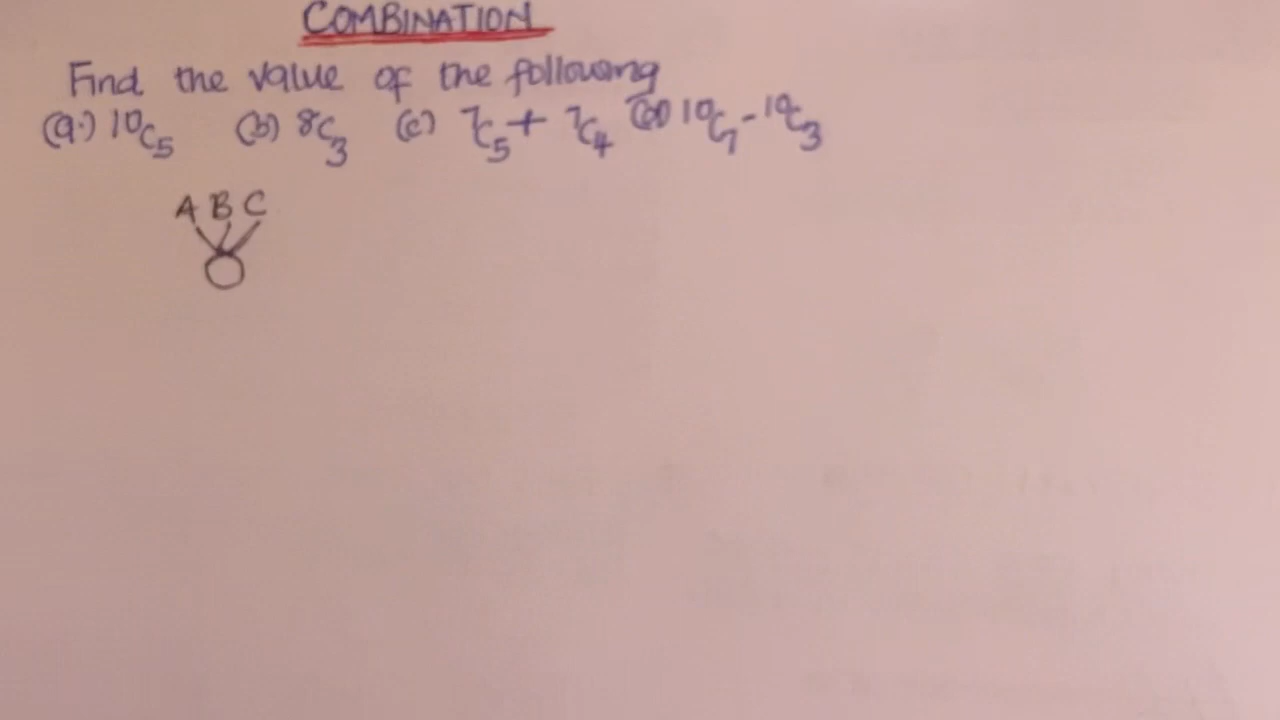 COMBINATION
Find the value of the following
(a.) ¹⁰C₅ (b) ⁸C₃ (c) ⁷C₅ + ⁷C₄ (d) ¹⁰C₇ - ¹⁰C₃
A B C